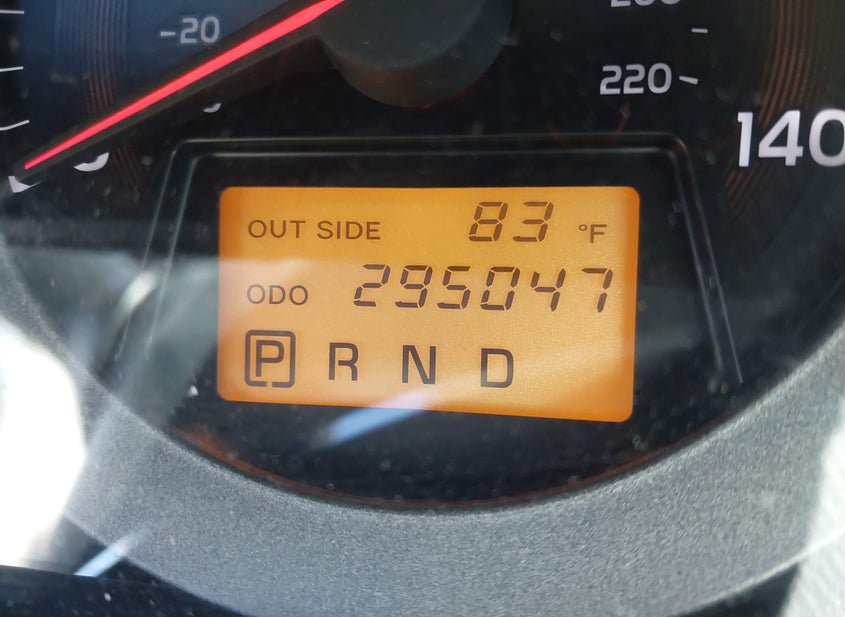 -20
220
140
OUT SIDE 83 °F
ODO 295047
P R N D